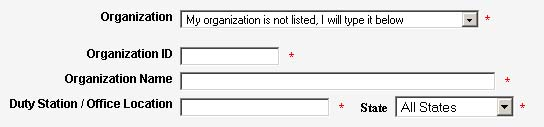 Organization My organization is not listed, I will type it below *
Organization ID *
Organization Name *
Duty Station / Office Location * State All States *